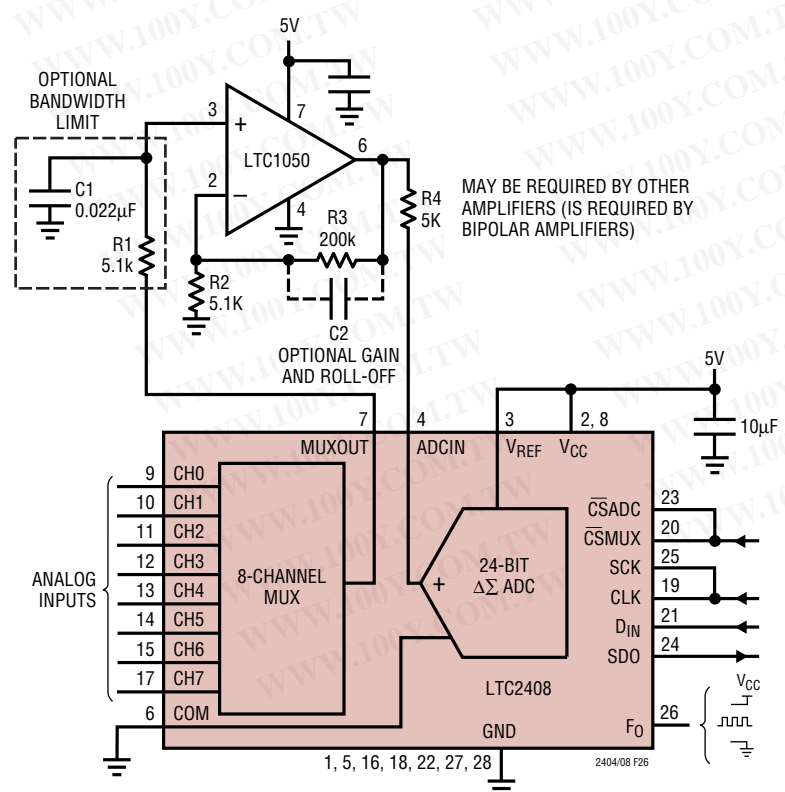 WWW.100Y.COM.TW
5V
OPTIONAL
BANDWIDTH
LIMIT
3
+
7
LTC1050
6
2
–
4
C1
0.022µF
R1
5.1k
R2
5.1K
R3
200k
R4
5K
MAY BE REQUIRED BY OTHER
AMPLIFIERS (IS REQUIRED BY
BIPOLAR AMPLIFIERS)
C2
OPTIONAL GAIN
AND ROLL-OFF
5V
10µF
7
4
3
2, 8
MUXOUT
ADCIN
VREF
VCC
ANALOG
INPUTS
9 CH0
10 CH1
11 CH2
12 CH3
13 CH4
14 CH5
15 CH6
17 CH7
6 COM
8-CHANNEL
MUX
+
24-BIT
ΔΣ ADC
LTC2408
CSADC 23
CSMUX 20
SCK 25
CLK 19
DIN 21
SDO 24
FO 26
VCC
GND
1, 5, 16, 18, 22, 27, 28
2404/08 F26